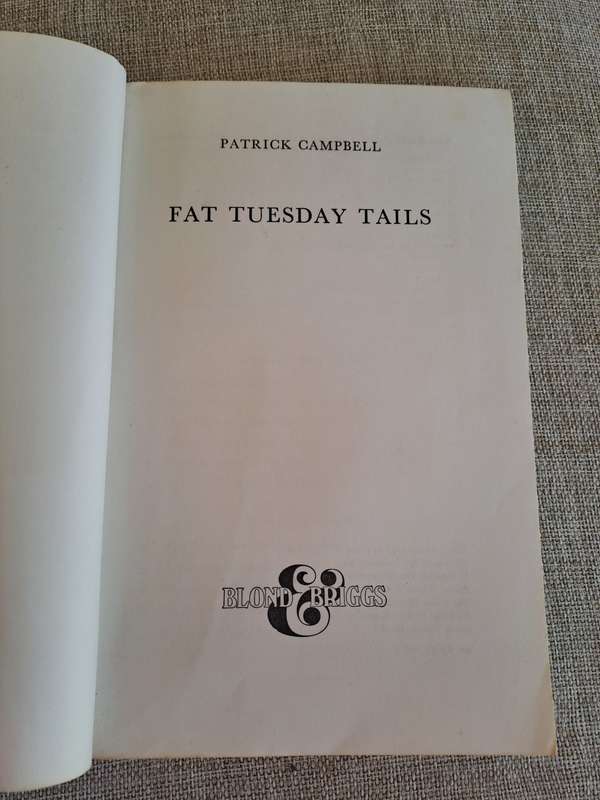 PATRICK CAMPBELL
FAT TUESDAY TAILS
BLOND & BRIGGS